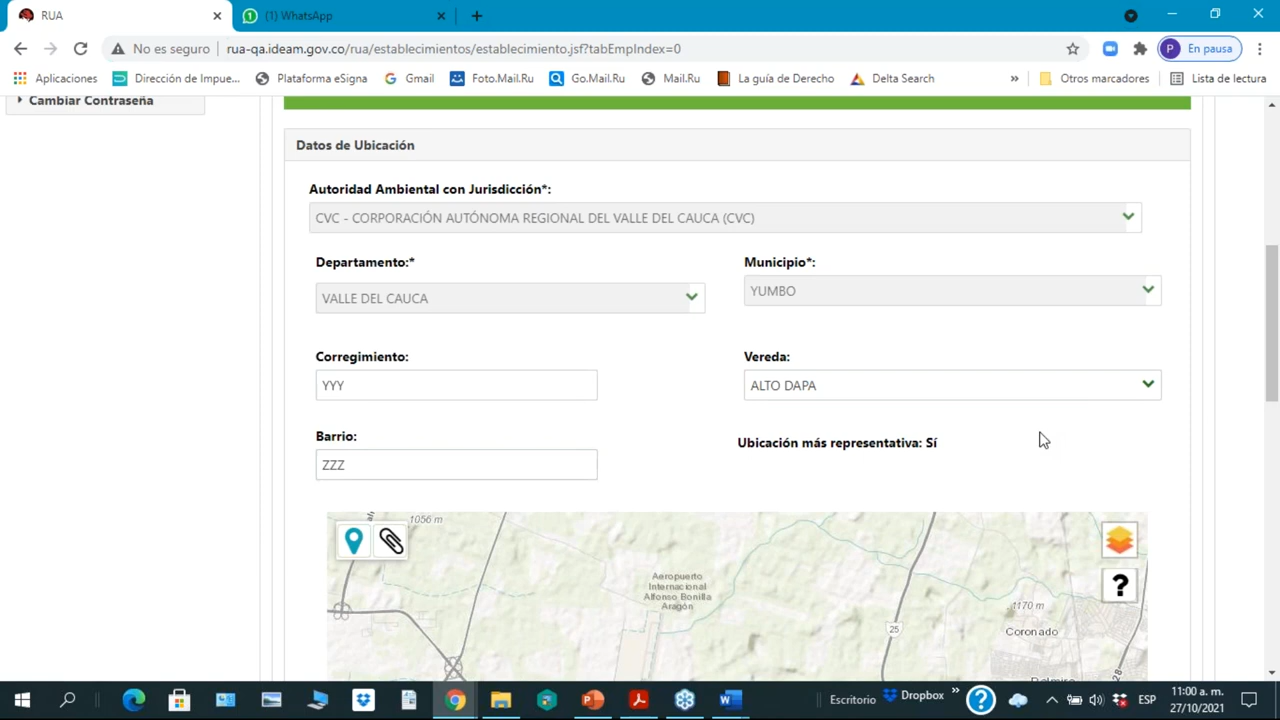 RUA
(1) WhatsApp
No es seguro
rua-qa.ideam.gov.co/rua/establecimientos/establecimiento.jsf?tabEmpIndex=0
P En pausa
Aplicaciones
Dirección de Impue...
Plataforma eSigna
Gmail
Foto.Mail.Ru
Go.Mail.Ru
Mail.Ru
La guía de Derecho
Delta Search
»
Otros marcadores
Lista de lectura
Cambiar Contraseña
Datos de Ubicación
Autoridad Ambiental con Jurisdicción*:
CVC - CORPORACIÓN AUTÓNOMA REGIONAL DEL VALLE DEL CAUCA (CVC)
Departamento:*
Municipio*:
VALLE DEL CAUCA
YUMBO
Corregimiento:
Vereda:
YYY
ALTO DAPA
Barrio:
Ubicación más representativa: Sí
ZZZ
1056 m
Aeropuerto
Internacional
Alfonso Bonilla
Aragón
?
1170 m
25
Coronado
Escritorio
Dropbox
»
ESP
11:00 a. m.
27/10/2021